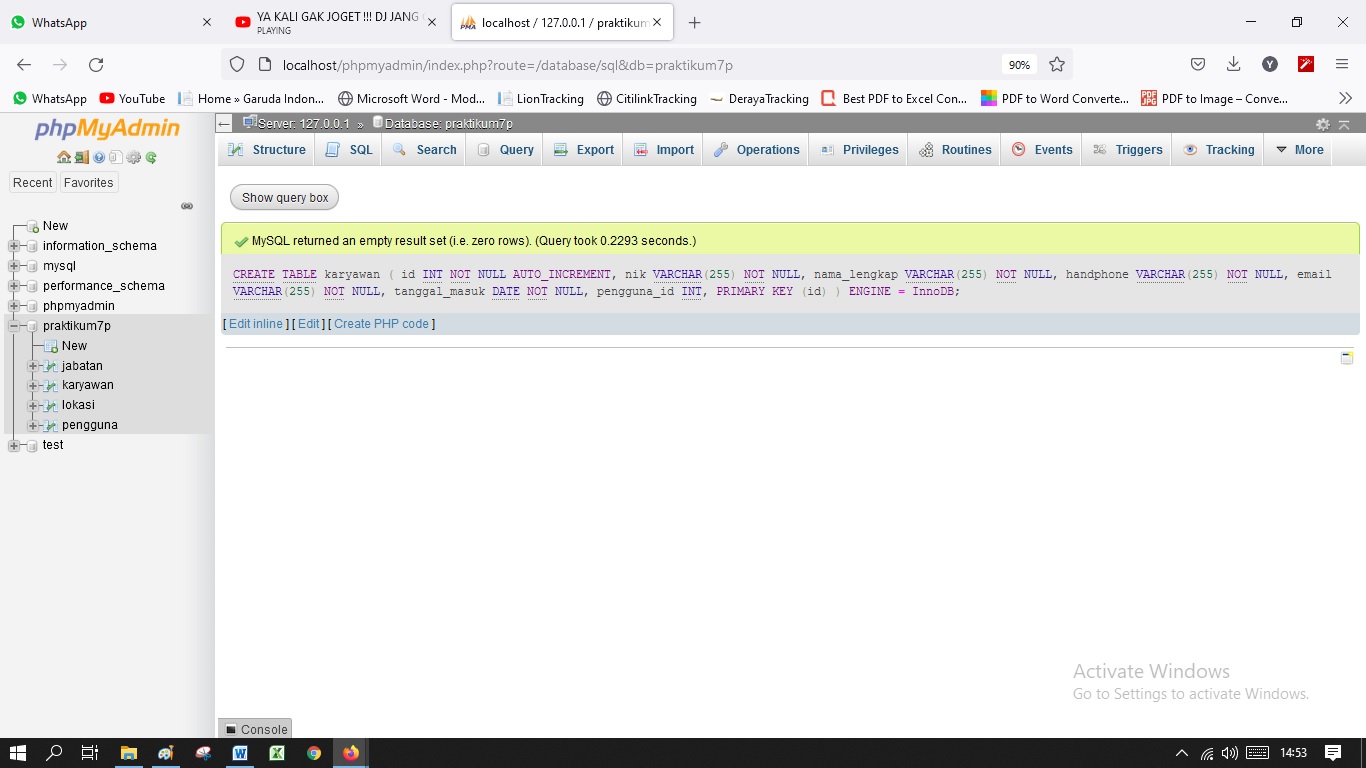 WhatsApp
YA KALI GAK JOGET !!! DJ JANG
PLAYING
localhost / 127.0.0.1 / praktikum
localhost/phpmyadmin/index.php?route=/database/sql&db=praktikum7p
90%
Y
WhatsApp
YouTube
Home » Garuda Indon...
Microsoft Word - Mod...
LionTracking
CitilinkTracking
DerayaTracking
Best PDF to Excel Con...
PDF to Word Converte...
PDF to Image – Conve...
phpMyAdmin
Recent
Favorites
New
information_schema
mysql
performance_schema
phpmyadmin
praktikum7p
New
jabatan
karyawan
lokasi
pengguna
test
Server: 127.0.0.1 » Database: praktikum7p
Structure
SQL
Search
Query
Export
Import
Operations
Privileges
Routines
Events
Triggers
Tracking
More
Show query box
MySQL returned an empty result set (i.e. zero rows). (Query took 0.2293 seconds.)
CREATE TABLE karyawan ( id INT NOT NULL AUTO_INCREMENT, nik VARCHAR(255) NOT NULL, nama_lengkap VARCHAR(255) NOT NULL, handphone VARCHAR(255) NOT NULL, email
VARCHAR(255) NOT NULL, tanggal_masuk DATE NOT NULL, pengguna_id INT, PRIMARY KEY (id) ) ENGINE = InnoDB;
[ Edit inline ] [ Edit ] [ Create PHP code ]
Activate Windows
Go to Settings to activate Windows.
Console
14:53